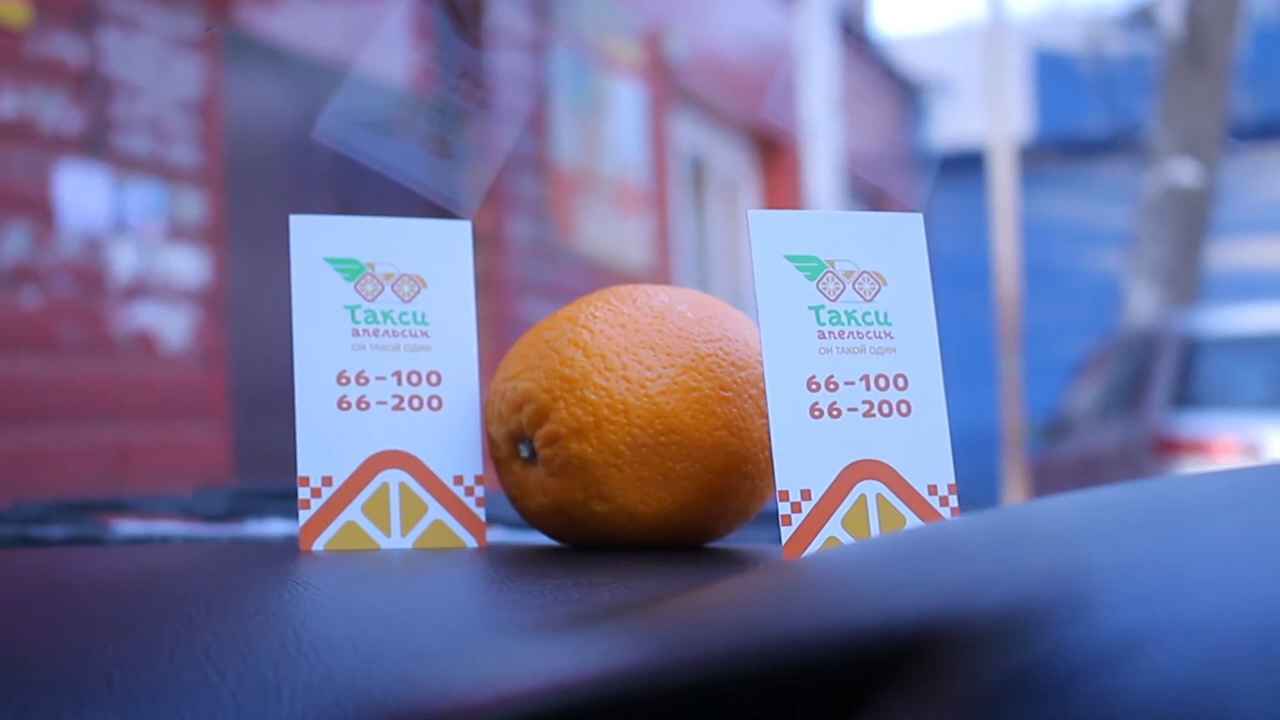 Такси
апельсин
ОН ТАКОЙ ОДИН
66-100
66-200
Такси
апельсин
ОН ТАКОЙ ОДИН
66-100
66-200